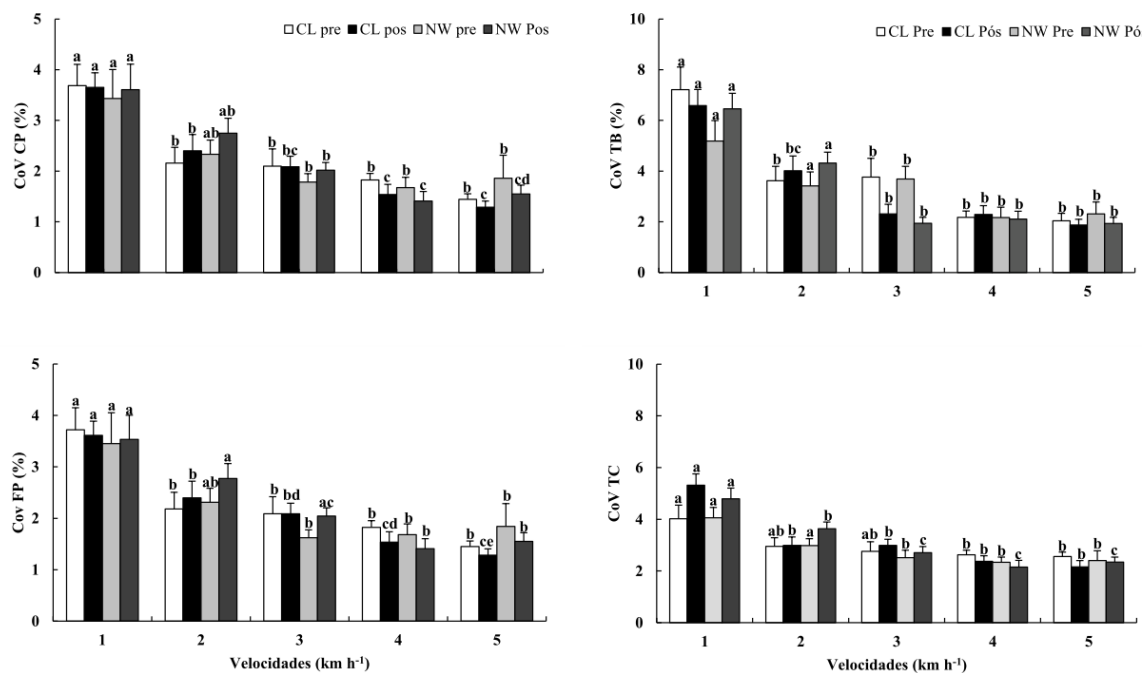 CoV CP (%)
5
4
3
2
1
0
CL pre CL pos NW pre NW Pos
a a a a
b b ab ab
b bc b b
b c b c
b c b cd
CoV TB (%)
10
8
6
4
2
0
CL Pre CL Pós NW Pre NW Pó
a a a a
b bc a a
b b b b
b b b b
b b b b
1 2 3 4 5
Cov FP (%)
5
4
3
2
1
0
a a a a
b b ab a
b bd b ac
b cd b b
b ce b b
1 2 3 4 5
Velocidades (km h-1)
CoV TC
10
8
6
4
2
0
a a a a
ab b a b
ab b b c
b b b c
b b b c
1 2 3 4 5
Velocidades (km h-1)